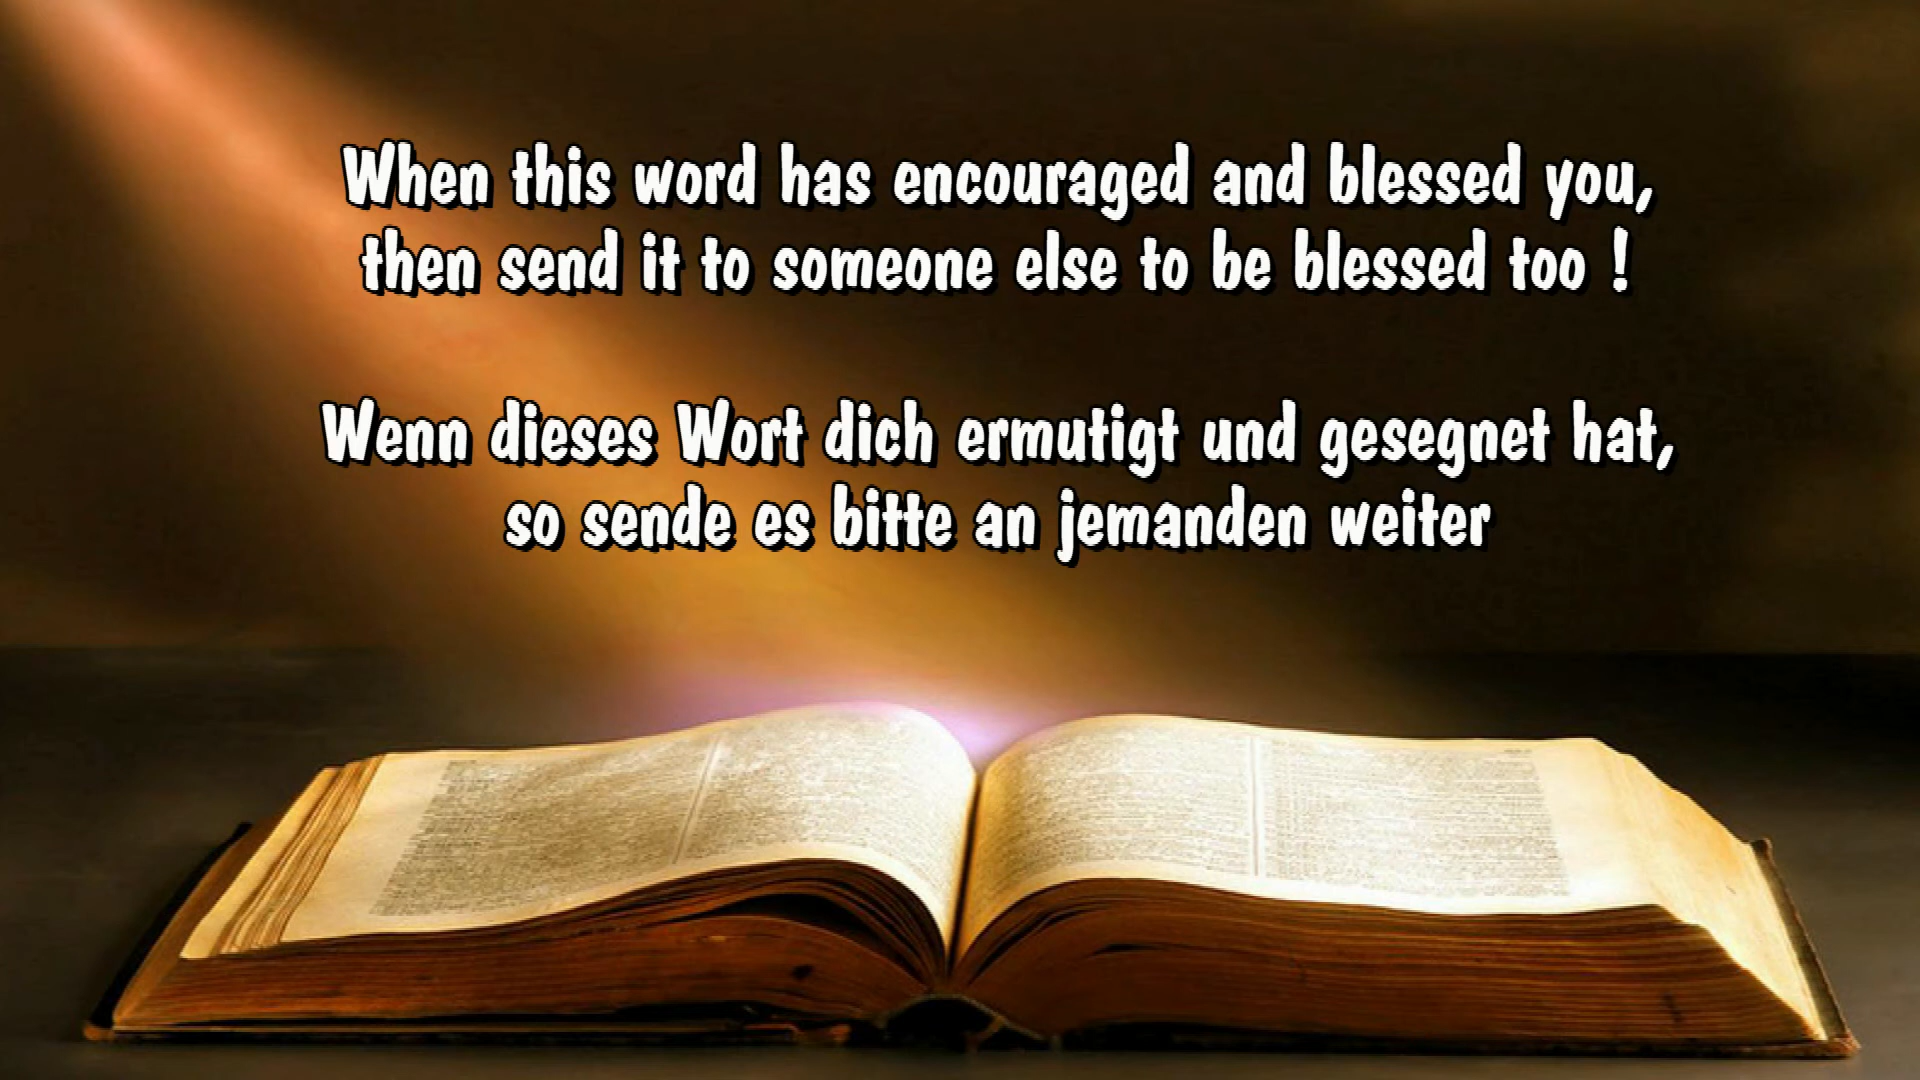 When this word has encouraged and blessed you,
then send it to someone else to be blessed too !
Wenn dieses Wort dich ermutigt und gesegnet hat,
so sende es bitte an jemanden weiter